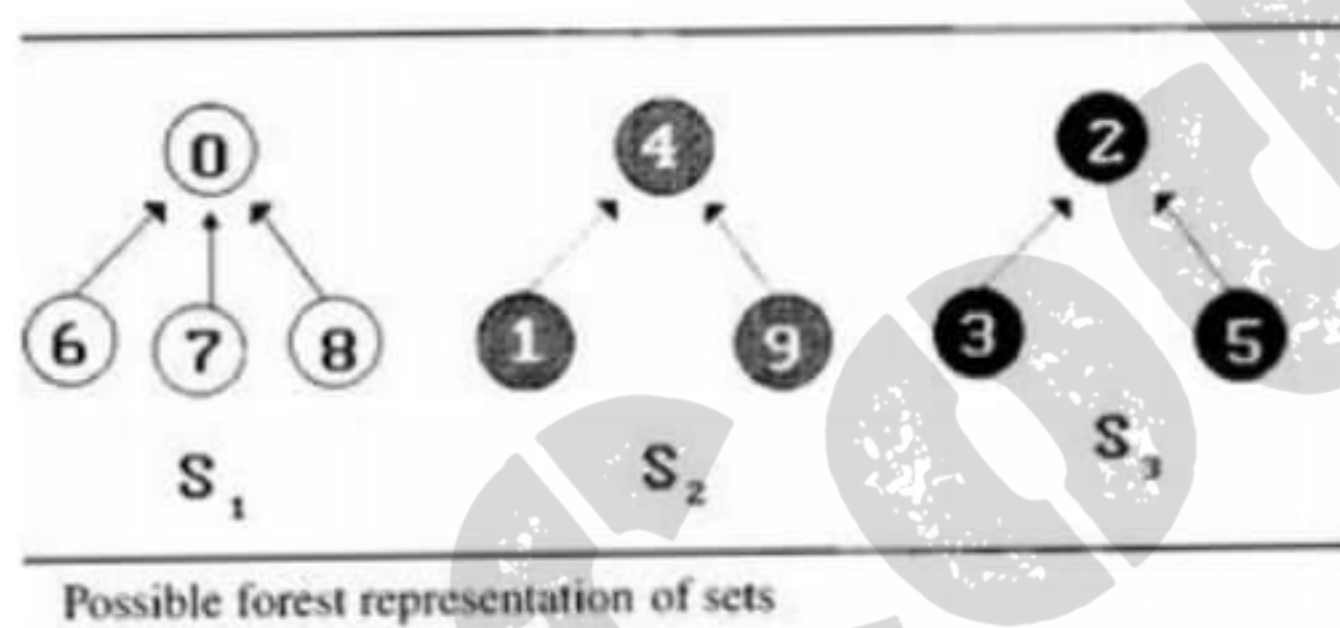 0 4 2
6 7 8 1 9 3 5
S₁ S₂ S₃
Possible forest representation of sets